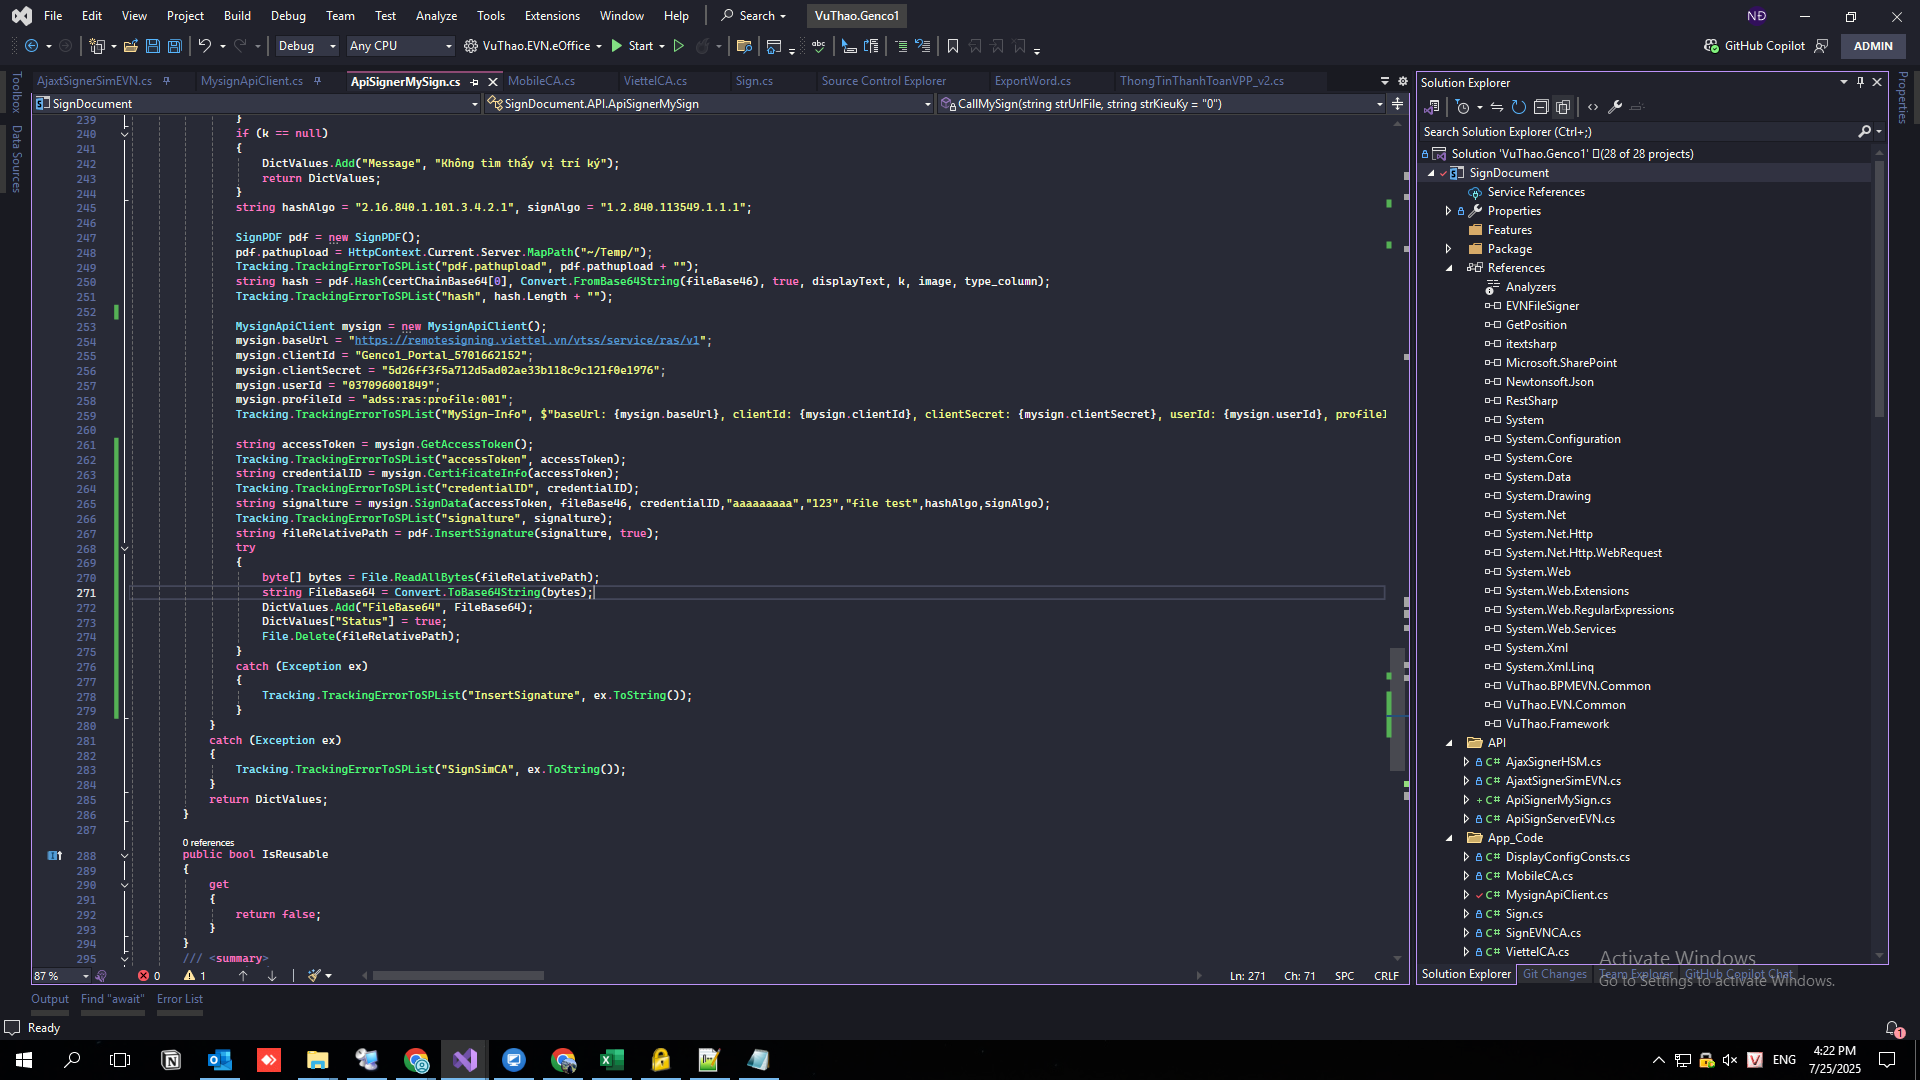 File Edit View Project Build Debug Team Test Analyze Tools Extensions Window Help Search VuThao.Genco1 NĐ
Debug Any CPU VuThao.EVN.eOffice Start GitHub Copilot ADMIN
AjaxtSignerSimEVN.cs MysignApiClient.cs ApiSignerMySign.cs MobileCA.cs ViettelCA.cs Sign.cs Source Control Explorer ExportWord.cs ThongTinThanhToanVPP_v2.cs
SignDocument SignDocument.API.ApiSignerMySign CallMySign(string strUrlFile, string strKieuKy = "0")
Toolbox
Data Sources
239 }
240 if (k == null)
241 {
242 DictValues.Add("Message", "Không tìm thấy vị trí ký");
243 return DictValues;
244 }
245 string hashAlgo = "2.16.840.1.101.3.4.2.1", signAlgo = "1.2.840.113549.1.1.1";
246
247 SignPDF pdf = new SignPDF();
248 pdf.pathupload = HttpContext.Current.Server.MapPath("~/Temp/");
249 Tracking.TrackingErrorToSPList("pdf.pathupload", pdf.pathupload + "");
250 string hash = pdf.Hash(certChainBase64[0], Convert.FromBase64String(fileBase46), true, displayText, k, image, type_column);
251 Tracking.TrackingErrorToSPList("hash", hash.Length + "");
252
253 MysignApiClient mysign = new MysignApiClient();
254 mysign.baseUrl = "https://remotesigning.viettel.vn/vtss/service/ras/v1";
255 mysign.clientId = "Genco1_Portal_5701662152";
256 mysign.clientSecret = "5d26ff3f5a712d5ad02ae33b118c9c121f0e1976";
257 mysign.userId = "037096001849";
258 mysign.profileId = "adss:ras:profile:001";
259 Tracking.TrackingErrorToSPList("MySign-Info", $"baseUrl: {mysign.baseUrl}, clientId: {mysign.clientId}, clientSecret: {mysign.clientSecret}, userId: {mysign.userId}, profileI
260
261 string accessToken = mysign.GetAccessToken();
262 Tracking.TrackingErrorToSPList("accessToken", accessToken);
263 string credentialID = mysign.CertificateInfo(accessToken);
264 Tracking.TrackingErrorToSPList("credentialID", credentialID);
265 string signalture = mysign.SignData(accessToken, fileBase46, credentialID,"aaaaaaaaa","123","file test",hashAlgo,signAlgo);
266 Tracking.TrackingErrorToSPList("signalture", signalture);
267 string fileRelativePath = pdf.InsertSignature(signalture, true);
268 try
269 {
270 byte[] bytes = File.ReadAllBytes(fileRelativePath);
271 string FileBase64 = Convert.ToBase64String(bytes);
272 DictValues.Add("FileBase64", FileBase64);
273 DictValues["Status"] = true;
274 File.Delete(fileRelativePath);
275 }
276 catch (Exception ex)
277 {
278 Tracking.TrackingErrorToSPList("InsertSignature", ex.ToString());
279 }
280 }
281 catch (Exception ex)
282 {
283 Tracking.TrackingErrorToSPList("SignSimCA", ex.ToString());
284 }
285 return DictValues;
286 }
287
0 references
288 public bool IsReusable
289 {
290 get
291 {
292 return false;
293 }
294 }
295 /// <summary>
87 % 0 1 Ln: 271 Ch: 71 SPC CRLF
Output Find "await" Error List
Ready
Solution Explorer
Properties
Search Solution Explorer (Ctrl+;)
Solution 'VuThao.Genco1' (28 of 28 projects)
SignDocument
Service References
Properties
Features
Package
References
Analyzers
EVNFileSigner
GetPosition
itextsharp
Microsoft.SharePoint
Newtonsoft.Json
RestSharp
System
System.Configuration
System.Core
System.Data
System.Drawing
System.Net
System.Net.Http
System.Net.Http.WebRequest
System.Web
System.Web.Extensions
System.Web.RegularExpressions
System.Web.Services
System.Xml
System.Xml.Linq
VuThao.BPMEVN.Common
VuThao.EVN.Common
VuThao.Framework
API
C# AjaxSignerHSM.cs
C# AjaxtSignerSimEVN.cs
C# ApiSignerMySign.cs
C# ApiSignServerEVN.cs
App_Code
C# DisplayConfigConsts.cs
C# MobileCA.cs
C# MysignApiClient.cs
C# Sign.cs
C# SignEVNCA.cs
C# ViettelCA.cs
Solution Explorer Git Changes Team Explorer GitHub Copilot Chat
Activate Windows
Go to Settings to activate Windows.
1
ENG 4:22 PM
7/25/2025